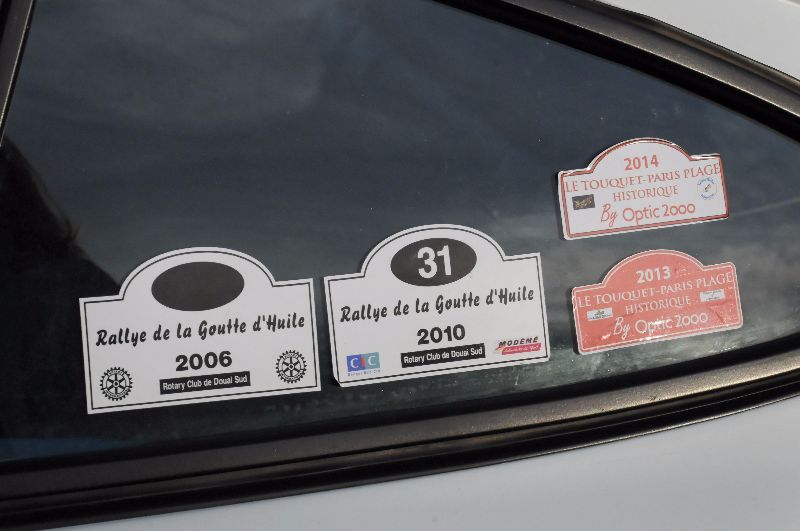 Rallye de la Goutte d'Huile
2006
Rotary Club de Douai Sud
31
Rallye de la Goutte d'Huile
2010
Rotary Club de Douai Sud
CIC
MODEME
2014
LE TOUQUET-PARIS PLAGE
HISTORIQUE
By Optic 2000
2013
LE TOUQUET-PARIS PLAGE
HISTORIQUE
By Optic 2000